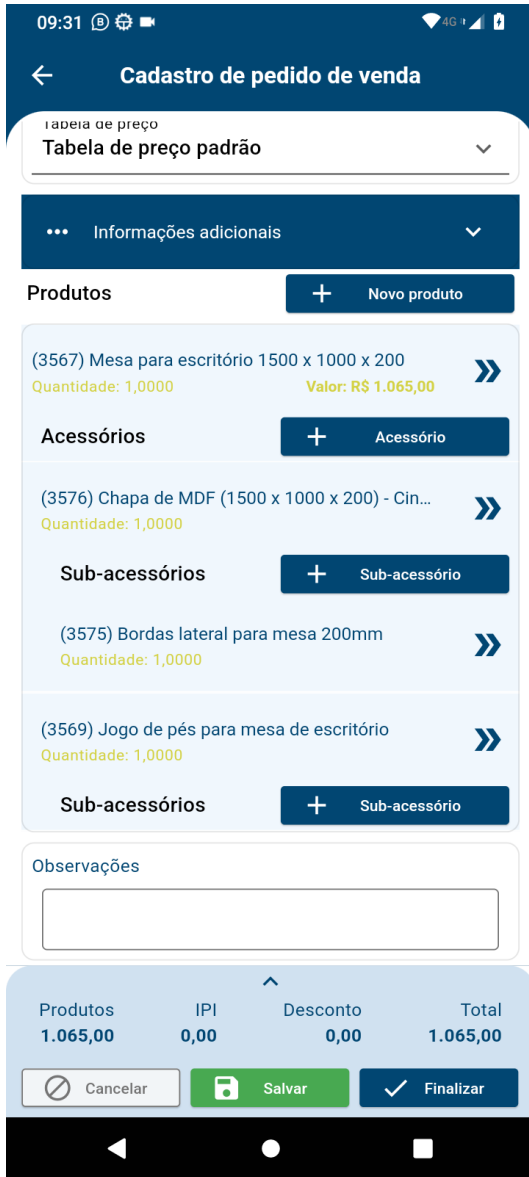 09:31
4G
Cadastro de pedido de venda
Tabela de preço
Tabela de preço padrão
Informações adicionais
Produtos
Novo produto
(3567) Mesa para escritório 1500 x 1000 x 200
Quantidade: 1,0000 Valor: R$ 1.065,00
Acessórios
Acessório
(3576) Chapa de MDF (1500 x 1000 x 200) - Cin...
Quantidade: 1,0000
Sub-acessórios
Sub-acessório
(3575) Bordas lateral para mesa 200mm
Quantidade: 1,0000
(3569) Jogo de pés para mesa de escritório
Quantidade: 1,0000
Sub-acessórios
Sub-acessório
Observações
Produtos IPI Desconto Total
1.065,00 0,00 0,00 1.065,00
Cancelar Salvar Finalizar